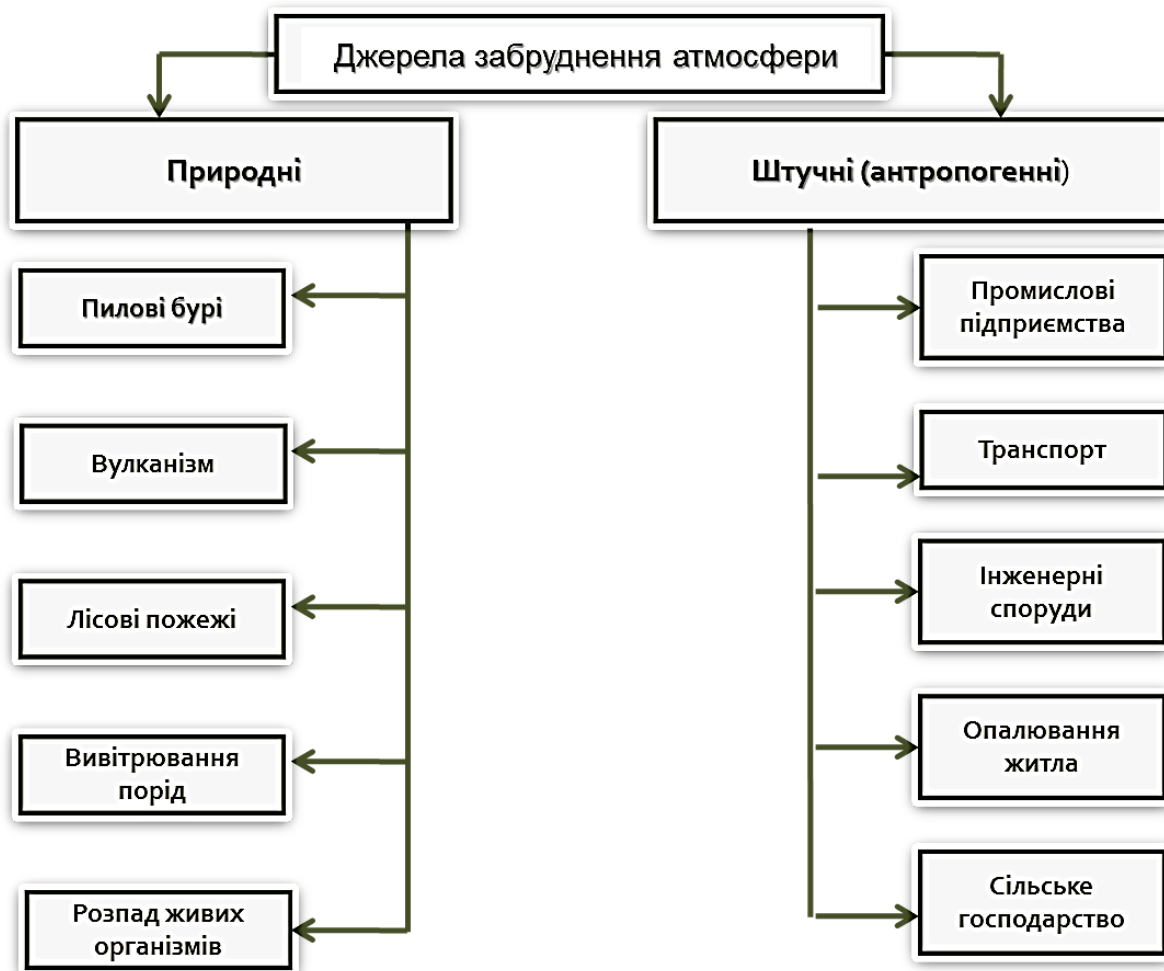 Джерела забруднення атмосфери
Природні
Штучні (антропогенні)
Пилові бурі
Вулканізм
Лісові пожежі
Вивітрювання
порід
Розпад живих
організмів
Промислові
підприємства
Транспорт
Інженерні
споруди
Опалювання
житла
Сільське
господарство